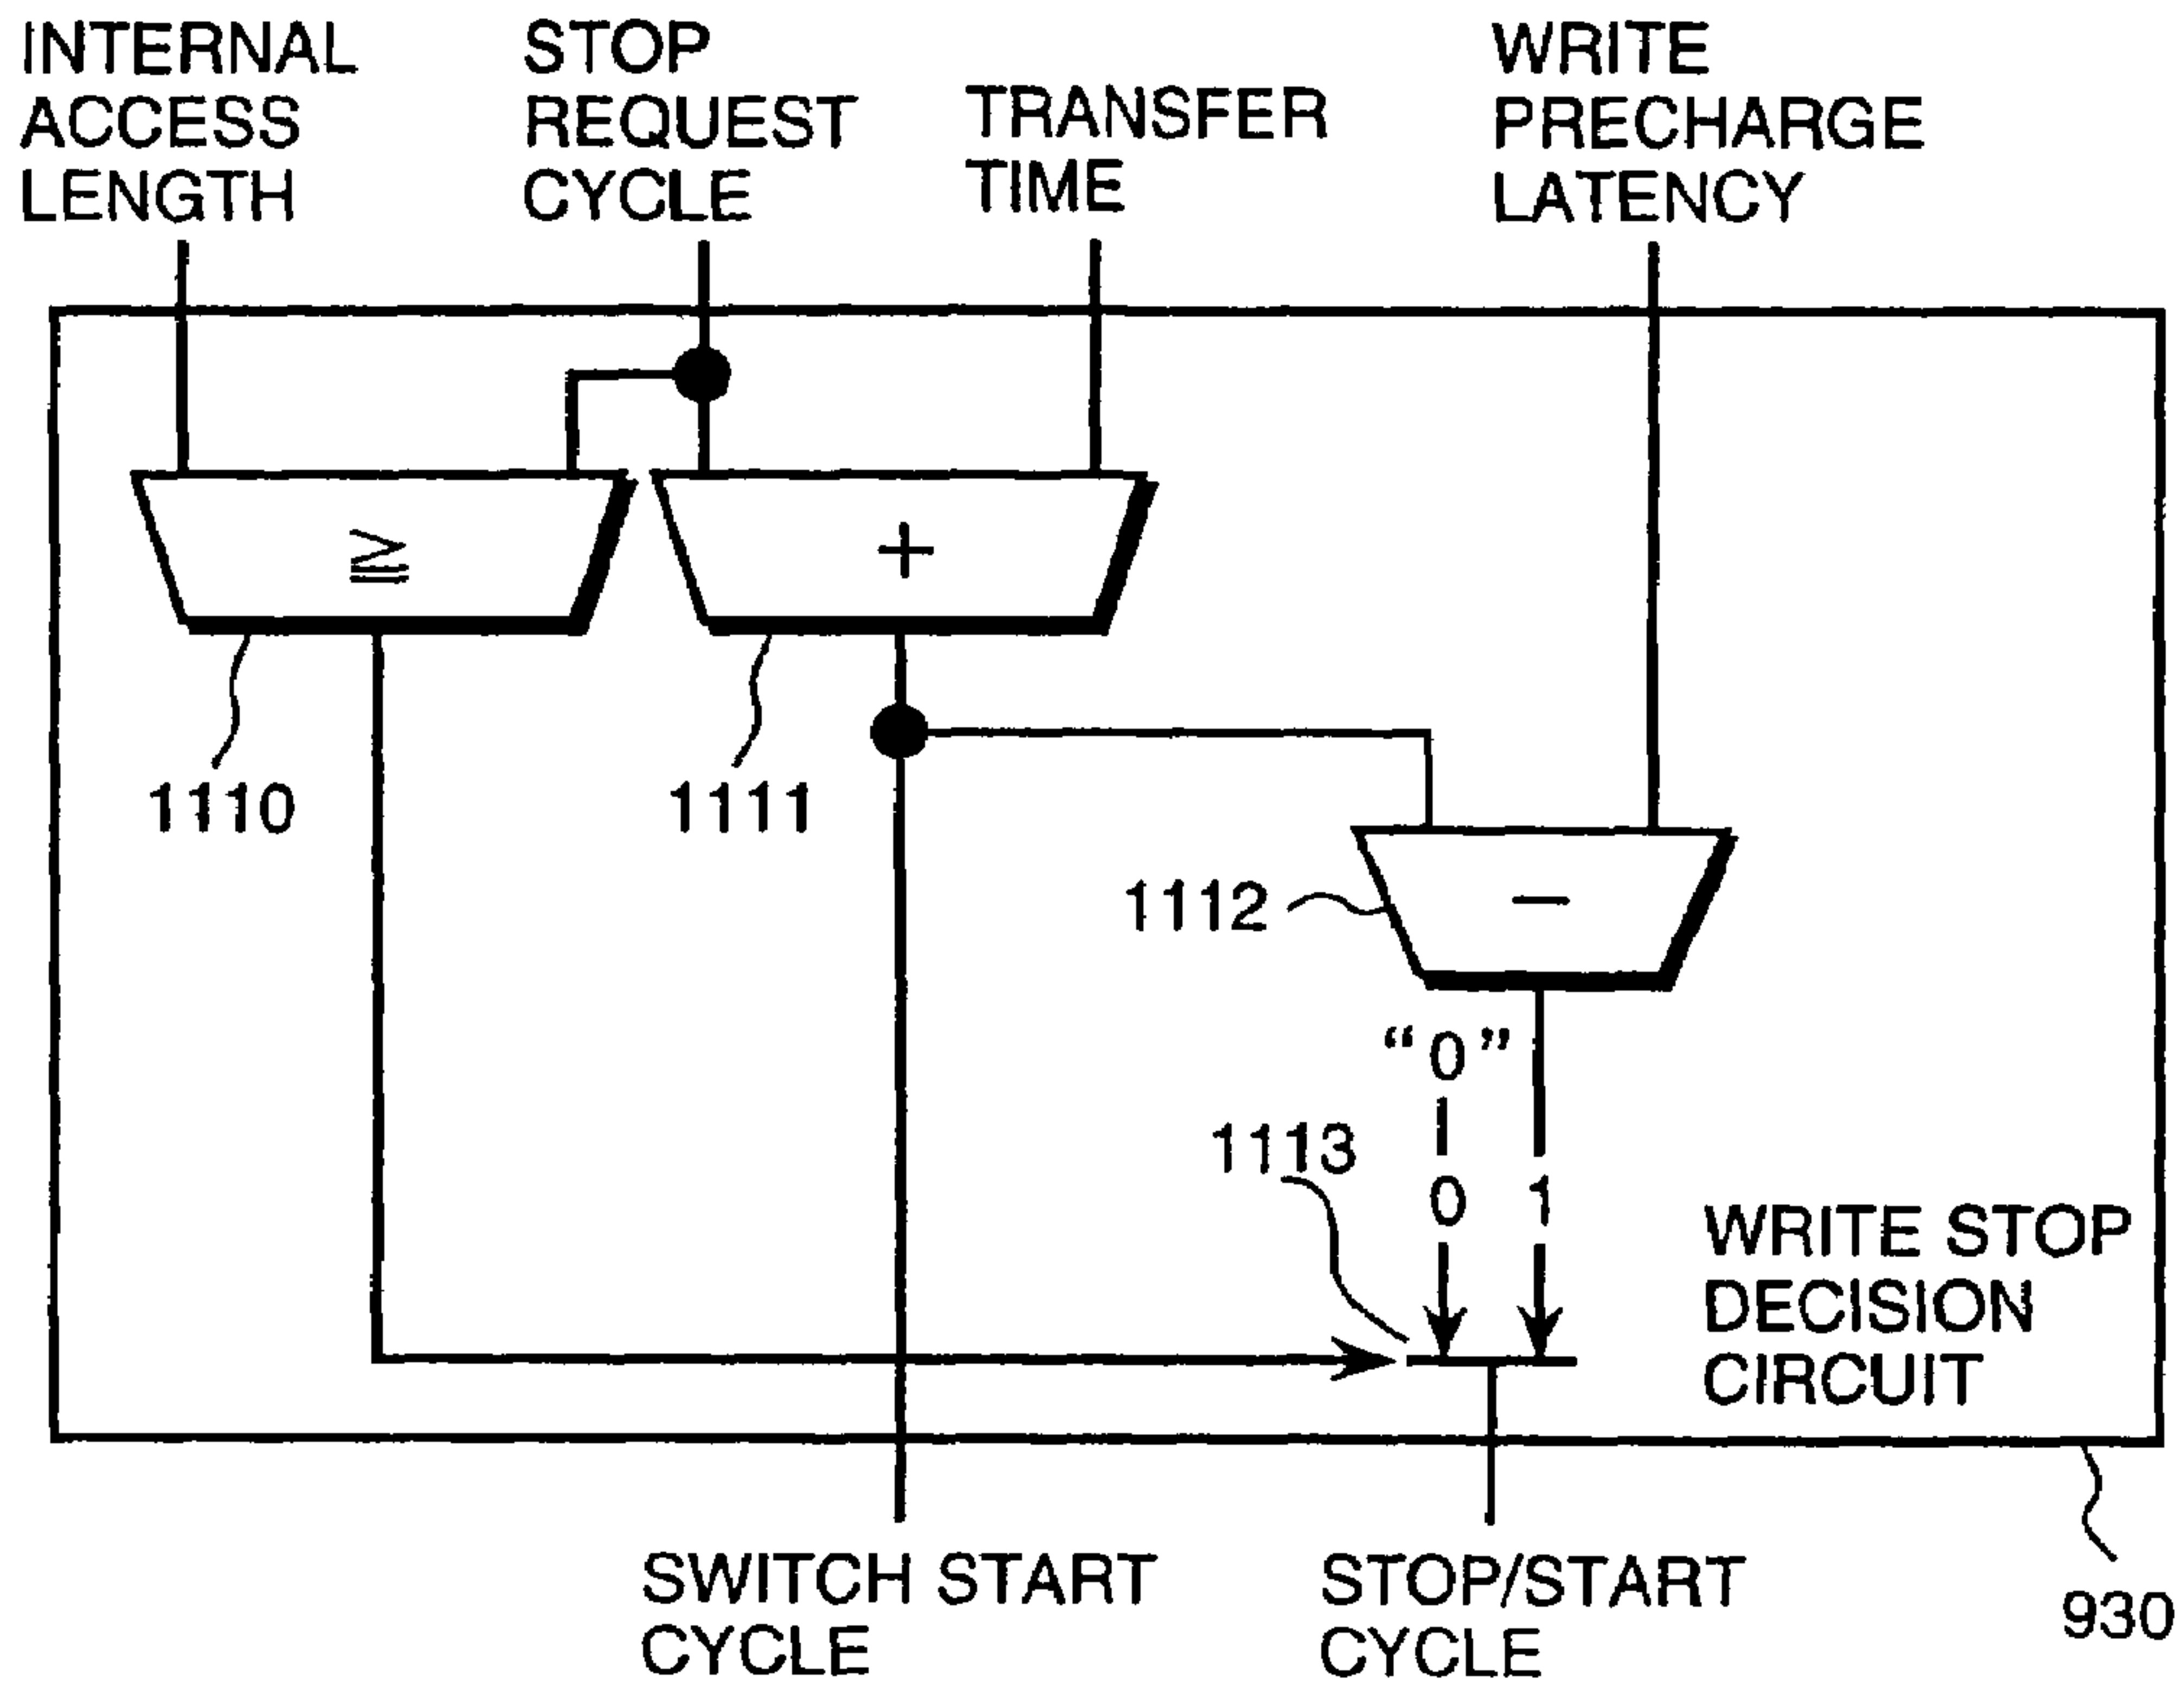 INTERNAL
ACCESS
LENGTH
STOP
REQUEST
CYCLE
TRANSFER
TIME
WRITE
PRECHARGE
LATENCY
≧
+
1110
1111
1112
−
“0”
1113
0
1
WRITE STOP
DECISION
CIRCUIT
SWITCH START
CYCLE
STOP/START
CYCLE
930